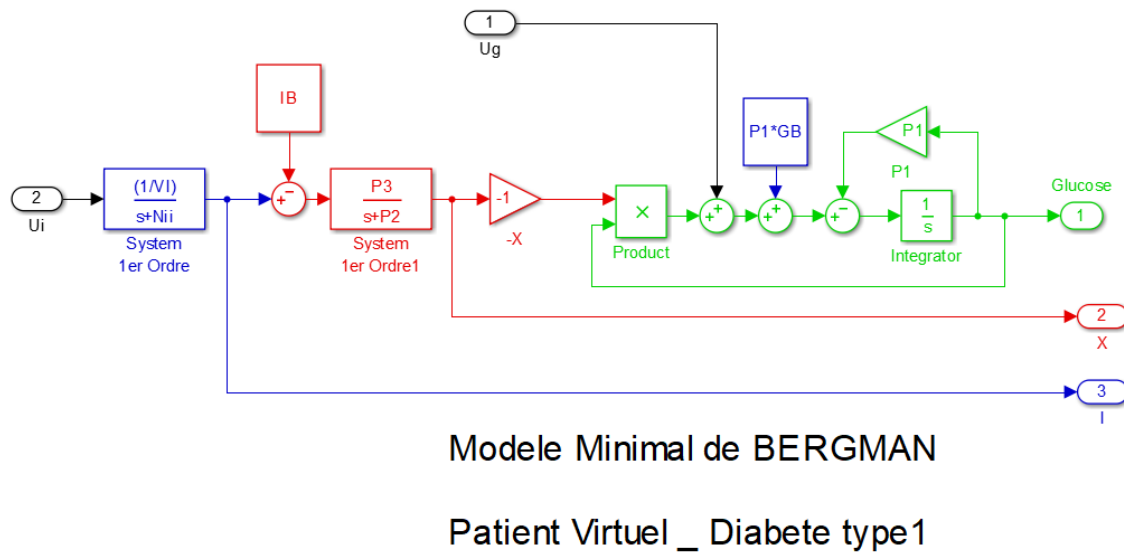 1
Ug
IB
P1*GB
P1
P1
Glucose
1
2
Ui
(1/VI)
s+Nii
System
1er Ordre
+
−
P3
s+P2
System
1er Ordre1
-1
-X
×
Product
+
+
+
+
+
−
1
s
Integrator
2
X
3
I
Modele Minimal de BERGMAN
Patient Virtuel _ Diabete type1